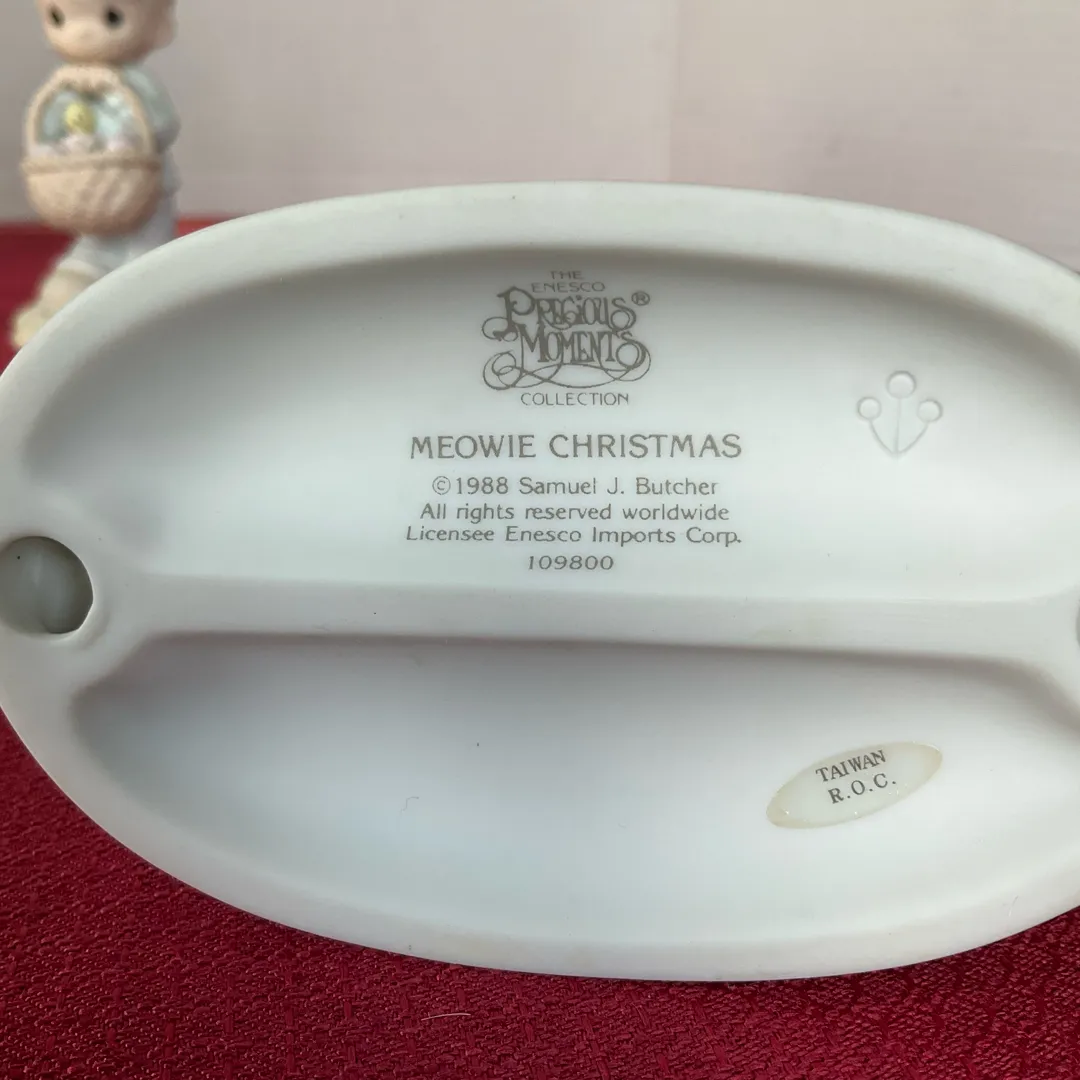 THE
ENESCO
PRECIOUS®
MOMENTS
COLLECTION
MEOWIE CHRISTMAS
©1988 Samuel J. Butcher
All rights reserved worldwide
Licensee Enesco Imports Corp.
109800
TAIWAN
R.O.C.